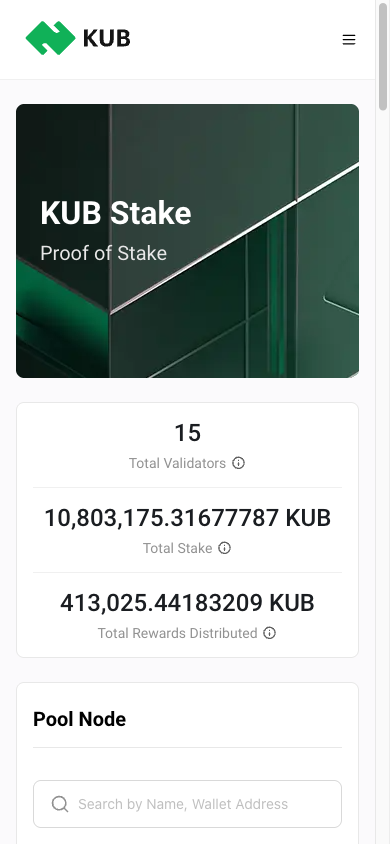 KUB
KUB Stake
Proof of Stake
15
Total Validators
10,803,175.31677787 KUB
Total Stake
413,025.44183209 KUB
Total Rewards Distributed
Pool Node
Search by Name, Wallet Address